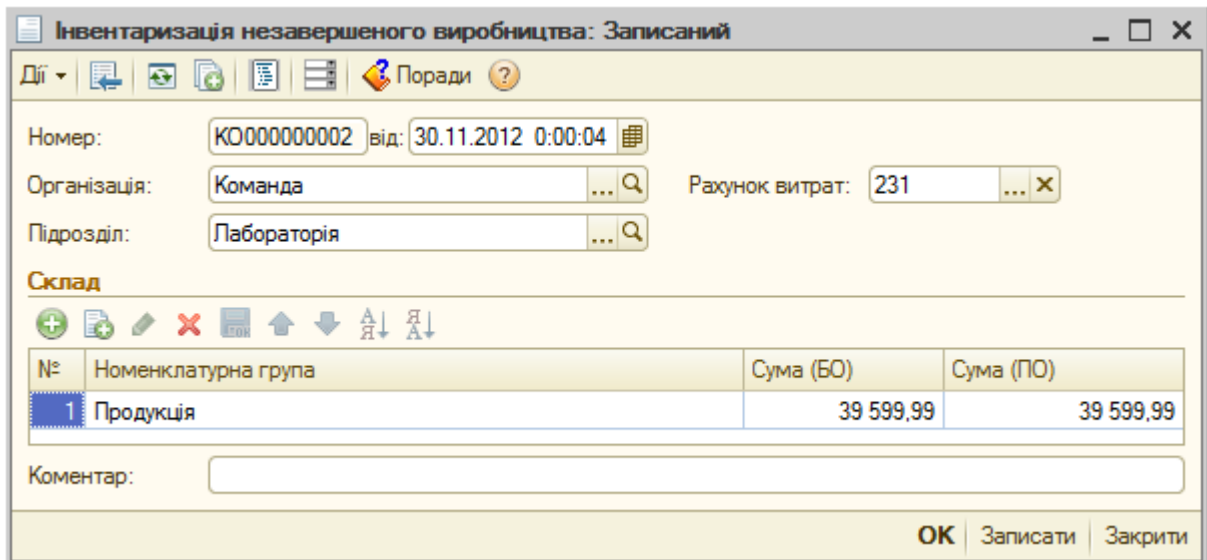 Інвентаризація незавершеного виробництва: Записаний
Дії Поради
Номер: КО000000002 від: 30.11.2012 0:00:04
Організація: Команда ... Рахунок витрат: 231 ...
Підрозділ: Лабораторія ...
Склад
№ Номенклатурна група Сума (БО) Сума (ПО)
1 Продукція 39 599,99 39 599,99
Коментар:
OK Записати Закрити